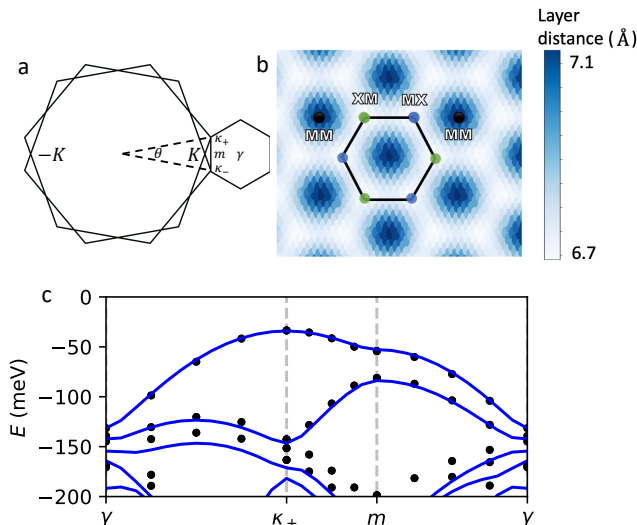 a
−K
θ
K
κ₊
m
γ
κ₋
b
XM
MX
MM
MM
Layer
distance (Å)
7.1
6.7
c
E (meV)
0
−50
−100
−150
−200
γ
κ₊
m
γ